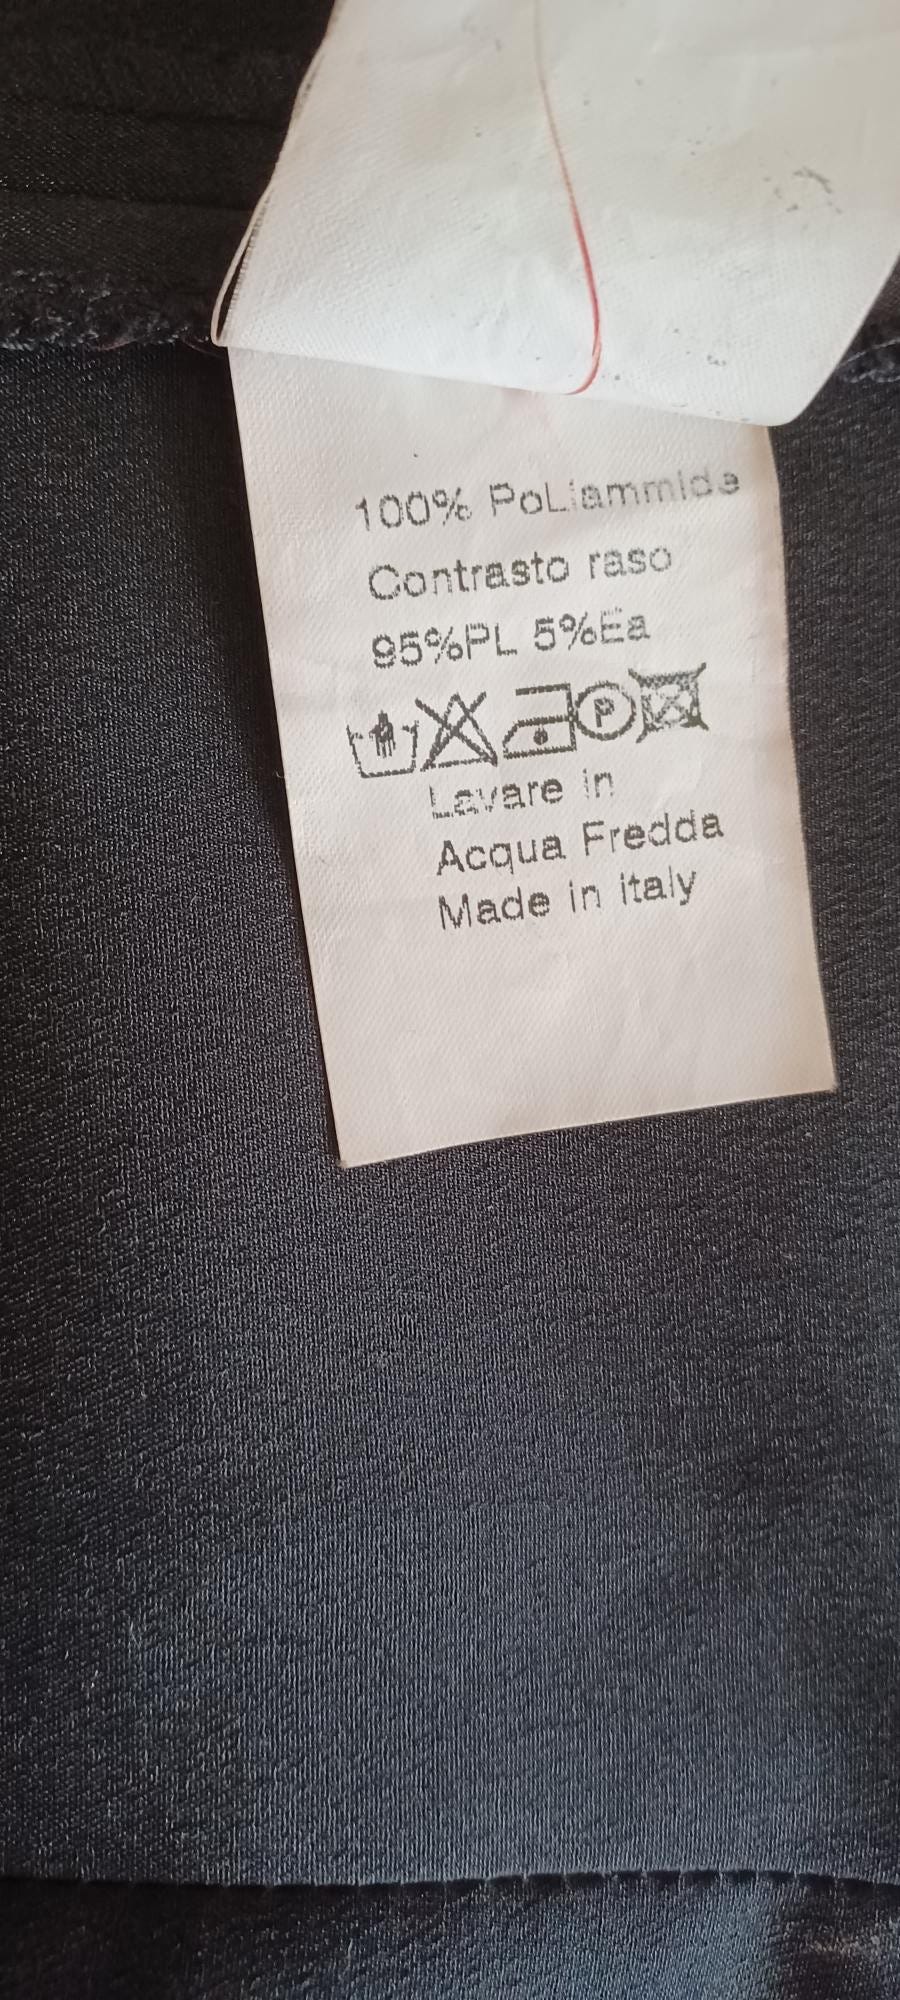 100% PoLiammide
Contrasto raso
95%PL 5%Ea
P
Lavare in
Acqua Fredda
Made in italy